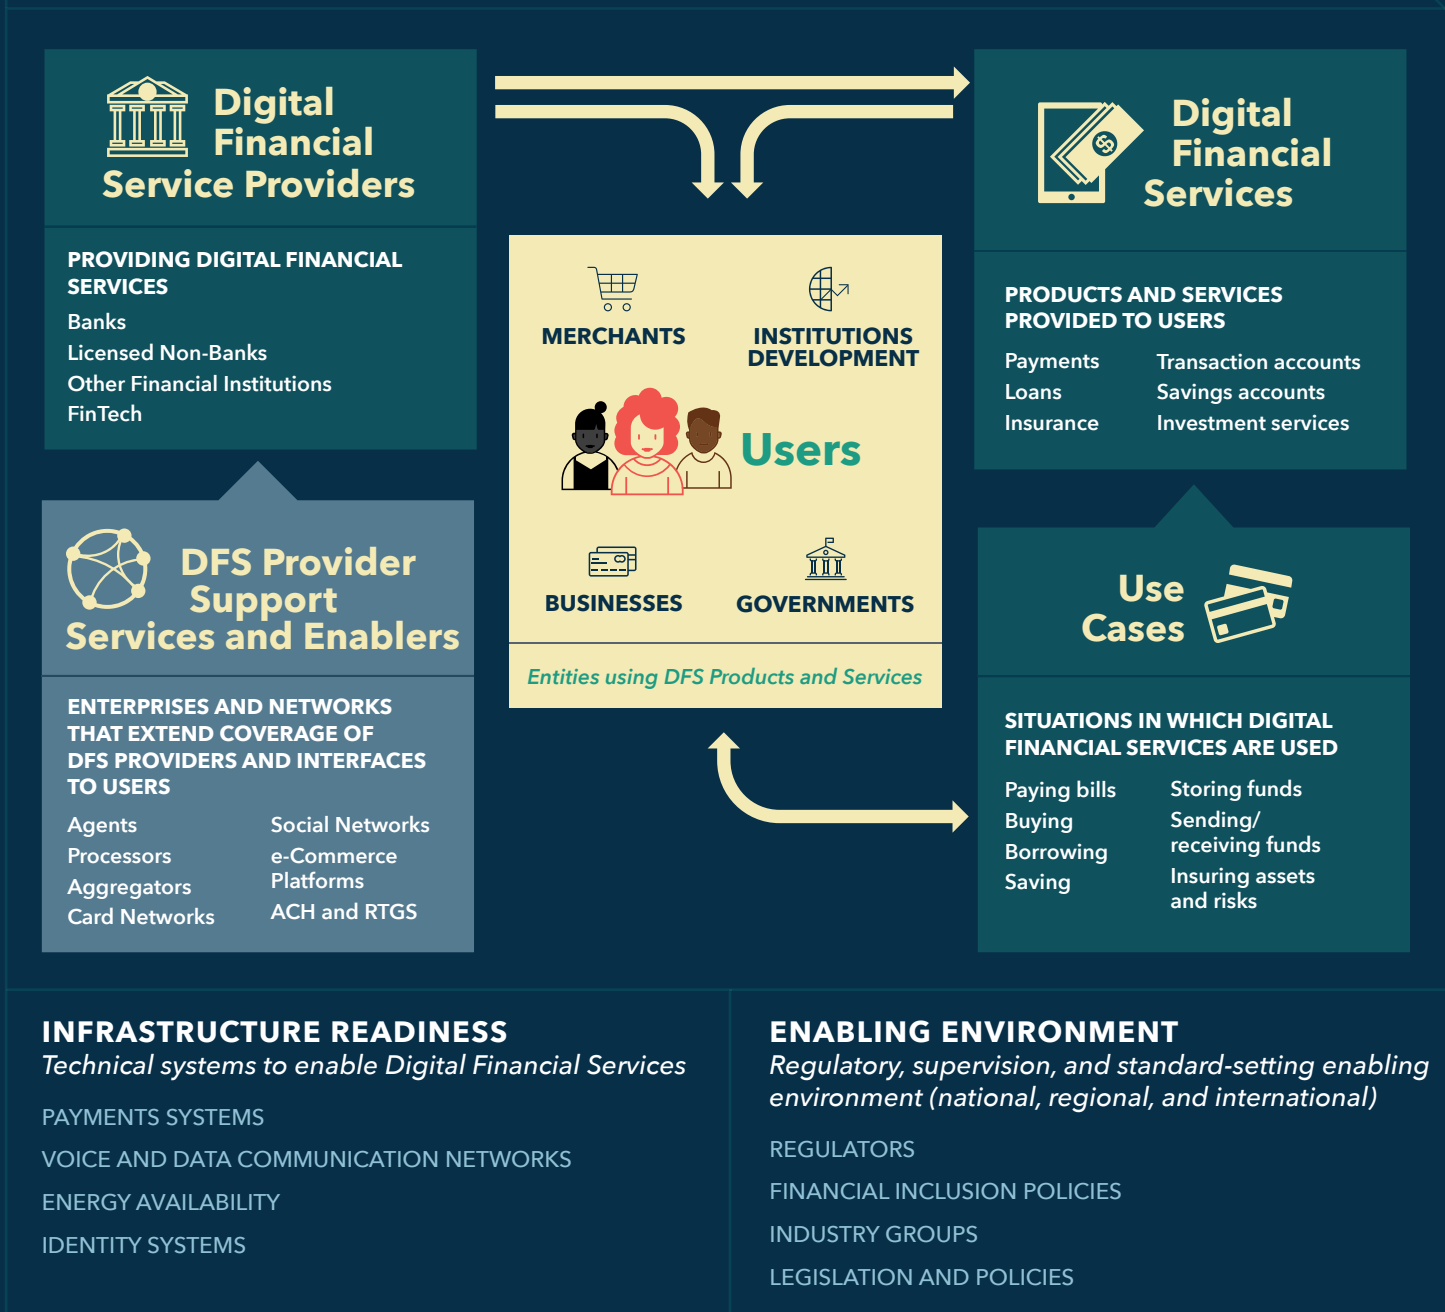 Digital
Financial
Service Providers
PROVIDING DIGITAL FINANCIAL
SERVICES
Banks
Licensed Non-Banks
Other Financial Institutions
FinTech
DFS Provider
Support
Services and Enablers
ENTERPRISES AND NETWORKS
THAT EXTEND COVERAGE OF
DFS PROVIDERS AND INTERFACES
TO USERS
Agents
Processors
Aggregators
Card Networks
Social Networks
e-Commerce
Platforms
ACH and RTGS
MERCHANTS
INSTITUTIONS
DEVELOPMENT
Users
BUSINESSES
GOVERNMENTS
Entities using DFS Products and Services
Digital
Financial
Services
$
PRODUCTS AND SERVICES
PROVIDED TO USERS
Payments
Loans
Insurance
Transaction accounts
Savings accounts
Investment services
Use
Cases
SITUATIONS IN WHICH DIGITAL
FINANCIAL SERVICES ARE USED
Paying bills
Buying
Borrowing
Saving
Storing funds
Sending/
receiving funds
Insuring assets
and risks
INFRASTRUCTURE READINESS
Technical systems to enable Digital Financial Services
PAYMENTS SYSTEMS
VOICE AND DATA COMMUNICATION NETWORKS
ENERGY AVAILABILITY
IDENTITY SYSTEMS
ENABLING ENVIRONMENT
Regulatory, supervision, and standard-setting enabling
environment (national, regional, and international)
REGULATORS
FINANCIAL INCLUSION POLICIES
INDUSTRY GROUPS
LEGISLATION AND POLICIES